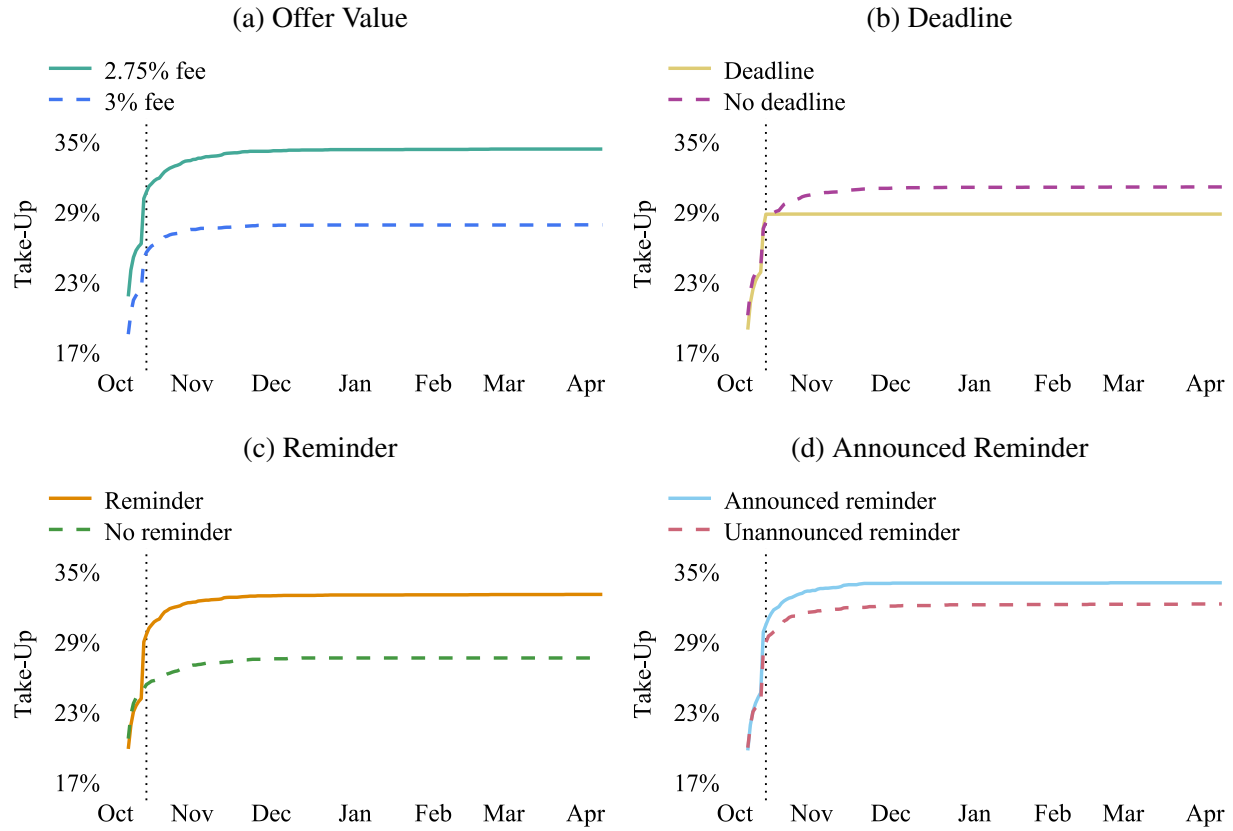 (a) Offer Value
2.75% fee
3% fee
Take-Up
35%
29%
23%
17%
Oct Nov Dec Jan Feb Mar Apr
(b) Deadline
Deadline
No deadline
Take-Up
35%
29%
23%
17%
Oct Nov Dec Jan Feb Mar Apr
(c) Reminder
Reminder
No reminder
Take-Up
35%
29%
23%
17%
Oct Nov Dec Jan Feb Mar Apr
(d) Announced Reminder
Announced reminder
Unannounced reminder
Take-Up
35%
29%
23%
17%
Oct Nov Dec Jan Feb Mar Apr